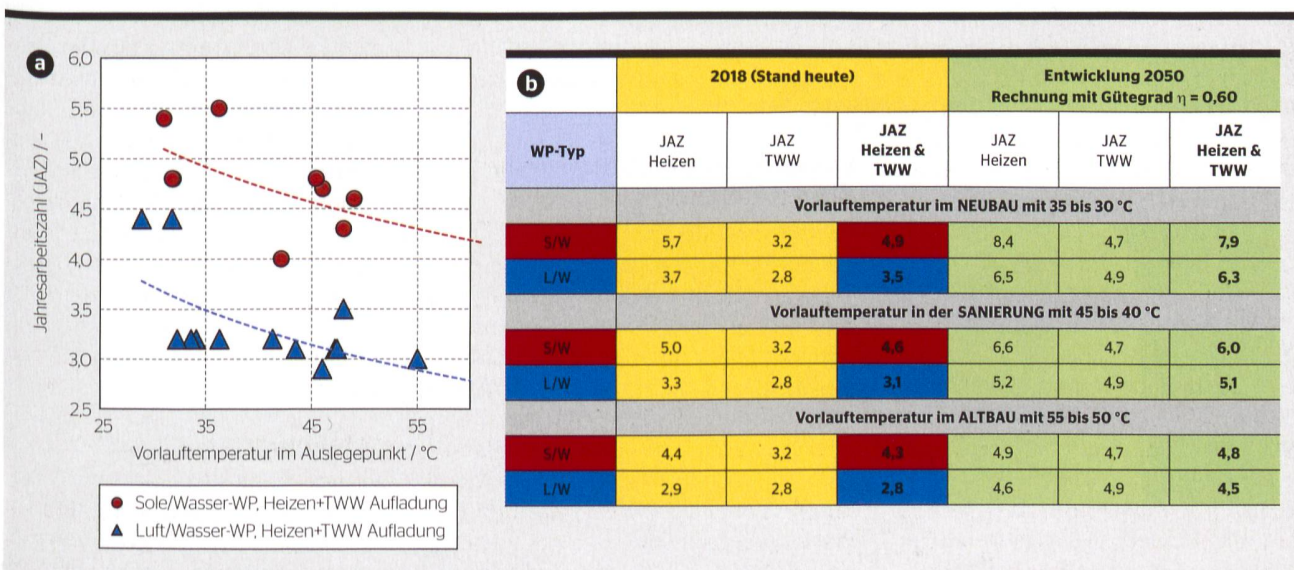 a
6,0
5,5
5,0
4,5
4,0
3,5
3,0
2,5
25
35
45
55
Jahresarbeitszahl (JAZ) / –
Vorlauftemperatur im Auslegepunkt / °C
Sole/Wasser-WP, Heizen+TWW Aufladung
Luft/Wasser-WP, Heizen+TWW Aufladung
b
2018 (Stand heute)
Entwicklung 2050
Rechnung mit Gütegrad η = 0,60
WP-Typ
JAZ
Heizen
JAZ
TWW
JAZ
Heizen &
TWW
JAZ
Heizen
JAZ
TWW
JAZ
Heizen &
TWW
Vorlauftemperatur im NEUBAU mit 35 bis 30 °C
S/W 5,7 3,2 4,9 8,4 4,7 7,9
L/W 3,7 2,8 3,5 6,5 4,9 6,3
Vorlauftemperatur in der SANIERUNG mit 45 bis 40 °C
S/W 5,0 3,2 4,6 6,6 4,7 6,0
L/W 3,3 2,8 3,1 5,2 4,9 5,1
Vorlauftemperatur im ALTBAU mit 55 bis 50 °C
S/W 4,4 3,2 4,3 4,9 4,7 4,8
L/W 2,9 2,8 2,8 4,6 4,9 4,5